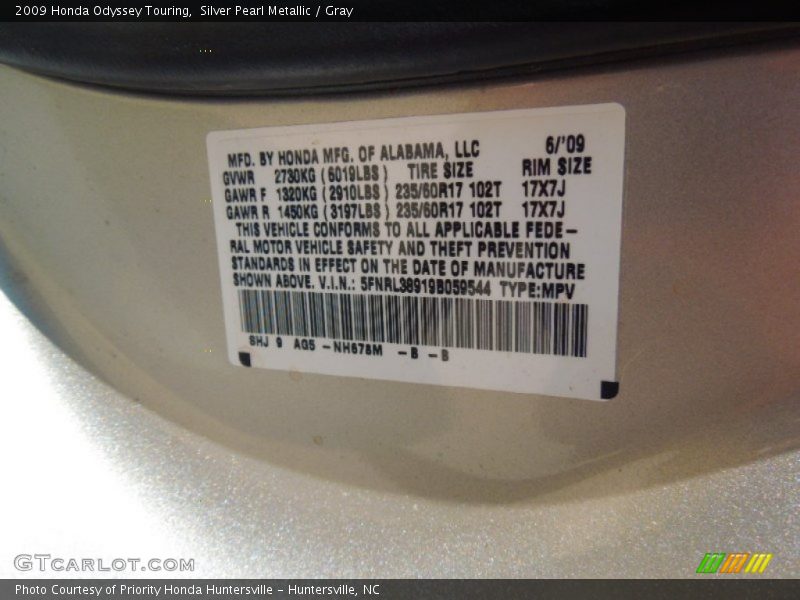 2009 Honda Odyssey Touring,  Silver Pearl Metallic / Gray
MFD. BY HONDA MFG. OF ALABAMA, LLC 6/'09
GVWR 2730KG (6019LBS) TIRE SIZE RIM SIZE
GAWR F 1320KG (2910LBS) 235/60R17 102T 17X7J
GAWR R 1450KG (3197LBS) 235/60R17 102T 17X7J
THIS VEHICLE CONFORMS TO ALL APPLICABLE FEDE-
RAL MOTOR VEHICLE SAFETY AND THEFT PREVENTION
STANDARDS IN EFFECT ON THE DATE OF MANUFACTURE
SHOWN ABOVE. V.I.N.: 5FNRL38919B059544 TYPE:MPV
SHJ 9 AG5 -NH678M -B -B
GTcarlot.com
Photo Courtesy of Priority Honda Huntersville - Huntersville, NC